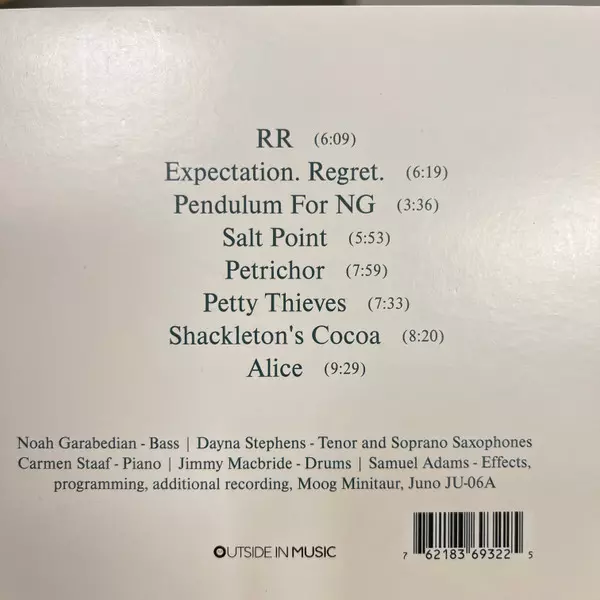 RR (6:09)
Expectation. Regret. (6:19)
Pendulum For NG (3:36)
Salt Point (5:53)
Petrichor (7:59)
Petty Thieves (7:33)
Shackleton's Cocoa (8:20)
Alice (9:29)
Noah Garabedian - Bass | Dayna Stephens - Tenor and Soprano Saxophones
Carmen Staaf - Piano | Jimmy Macbride - Drums | Samuel Adams - Effects,
programming, additional recording, Moog Minitaur, Juno JU-06A
OUTSIDE IN MUSIC
7 62183 69322 5